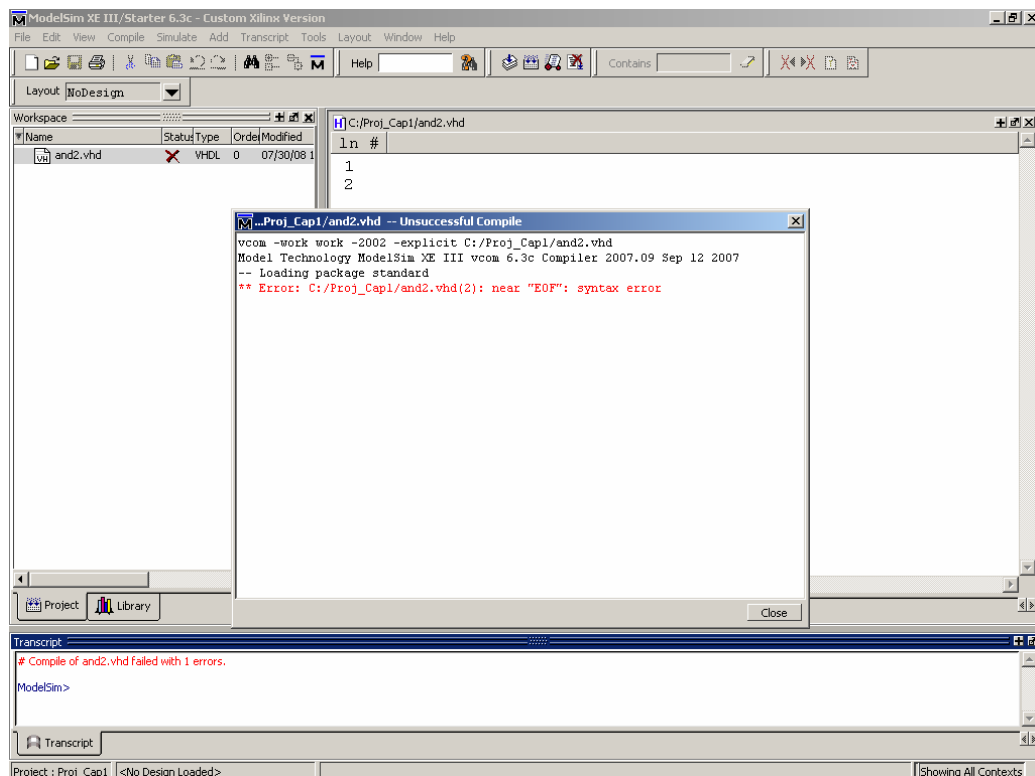 ModelSim XE III/Starter 6.3c - Custom Xilinx Version
File Edit View Compile Simulate Add Transcript Tools Layout Window Help
Help
Contains
Layout NoDesign
Workspace
Name Status Type Order Modified
and2.vhd VHDL 0 07/30/08 1
C:/Proj_Cap1/and2.vhd
ln #
1
2
...Proj_Cap1/and2.vhd -- Unsuccessful Compile
vcom -work work -2002 -explicit C:/Proj_Cap1/and2.vhd
Model Technology ModelSim XE III vcom 6.3c Compiler 2007.09 Sep 12 2007
-- Loading package standard
** Error: C:/Proj_Cap1/and2.vhd(2): near "EOF": syntax error
Close
Project Library
Transcript
# Compile of and2.vhd failed with 1 errors.
ModelSim>
Transcript
Project : Proj_Cap1 <No Design Loaded> Showing All Contexts